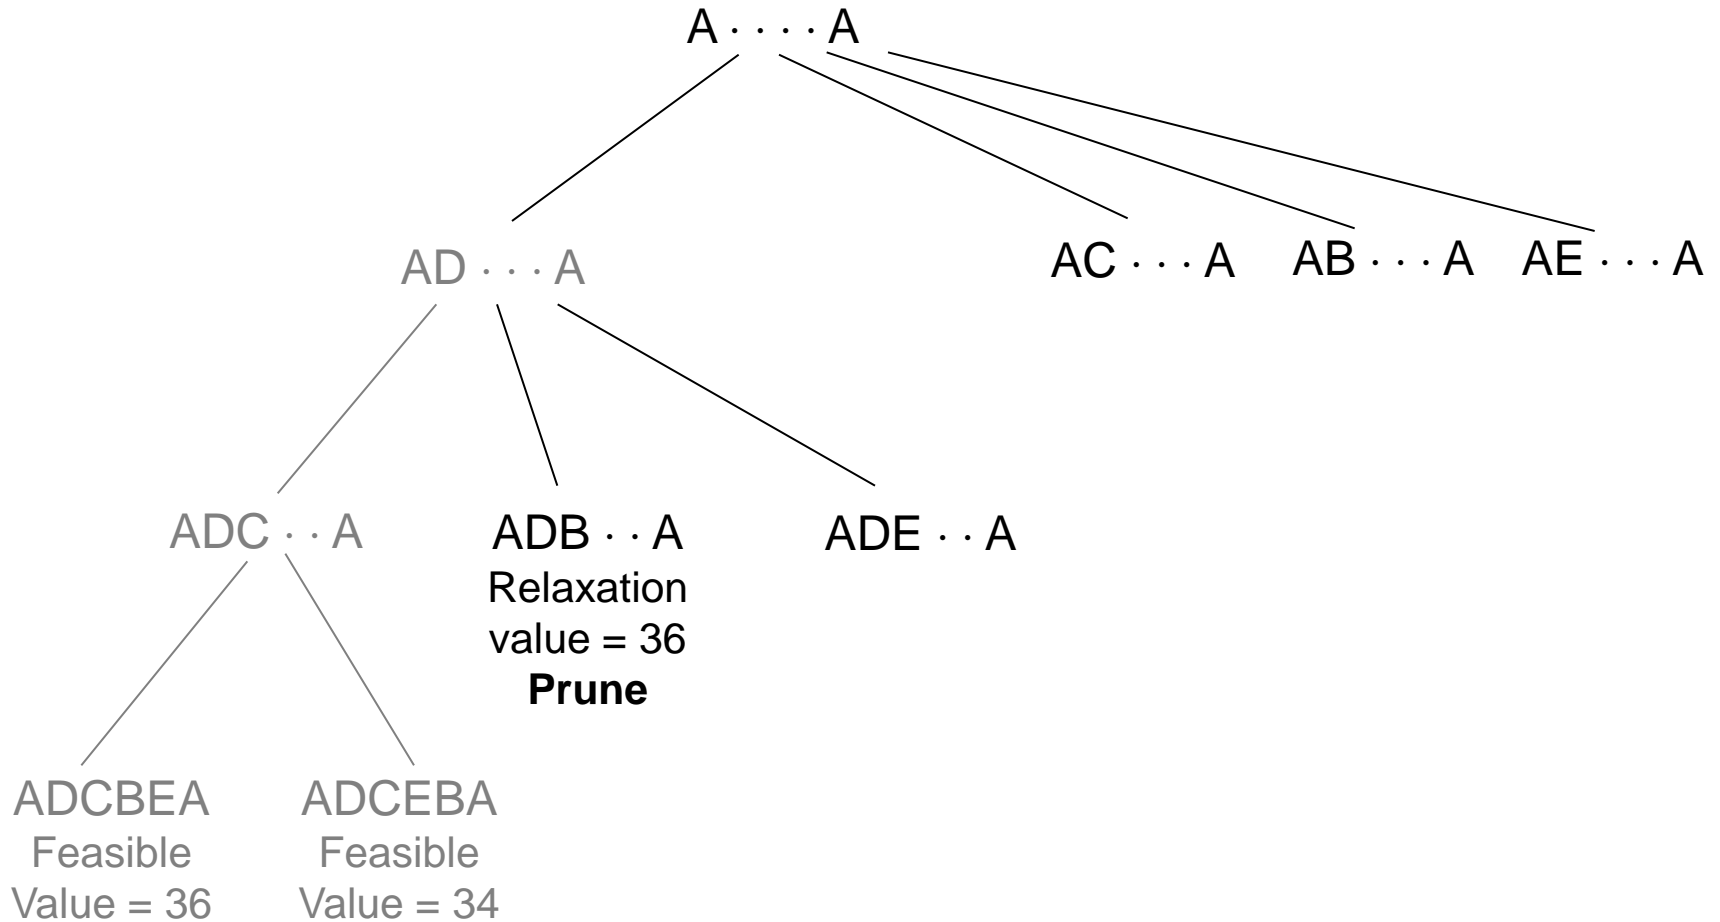 A · · · · A
AD · · · A
AC · · · A
AB · · · A
AE · · · A
ADC · · A
ADB · · A
Relaxation
value = 36
Prune
ADE · · A
ADCBEA
Feasible
Value = 36
ADCEBA
Feasible
Value = 34